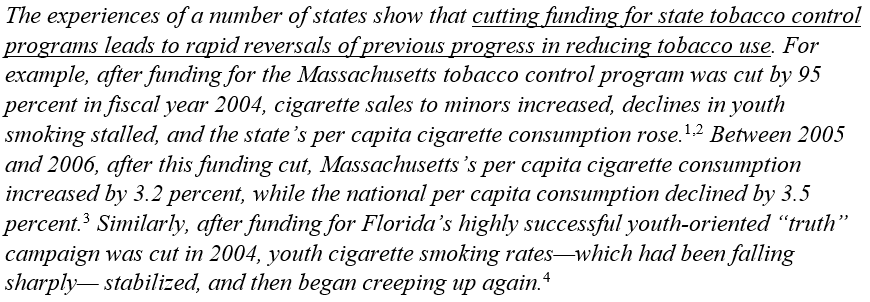 The experiences of a number of states show that cutting funding for state tobacco control
programs leads to rapid reversals of previous progress in reducing tobacco use. For
example, after funding for the Massachusetts tobacco control program was cut by 95
percent in fiscal year 2004, cigarette sales to minors increased, declines in youth
smoking stalled, and the state's per capita cigarette consumption rose.1,2 Between 2005
and 2006, after this funding cut, Massachusetts's per capita cigarette consumption
increased by 3.2 percent, while the national per capita consumption declined by 3.5
percent.3 Similarly, after funding for Florida's highly successful youth-oriented “truth”
campaign was cut in 2004, youth cigarette smoking rates—which had been falling
sharply— stabilized, and then began creeping up again.4